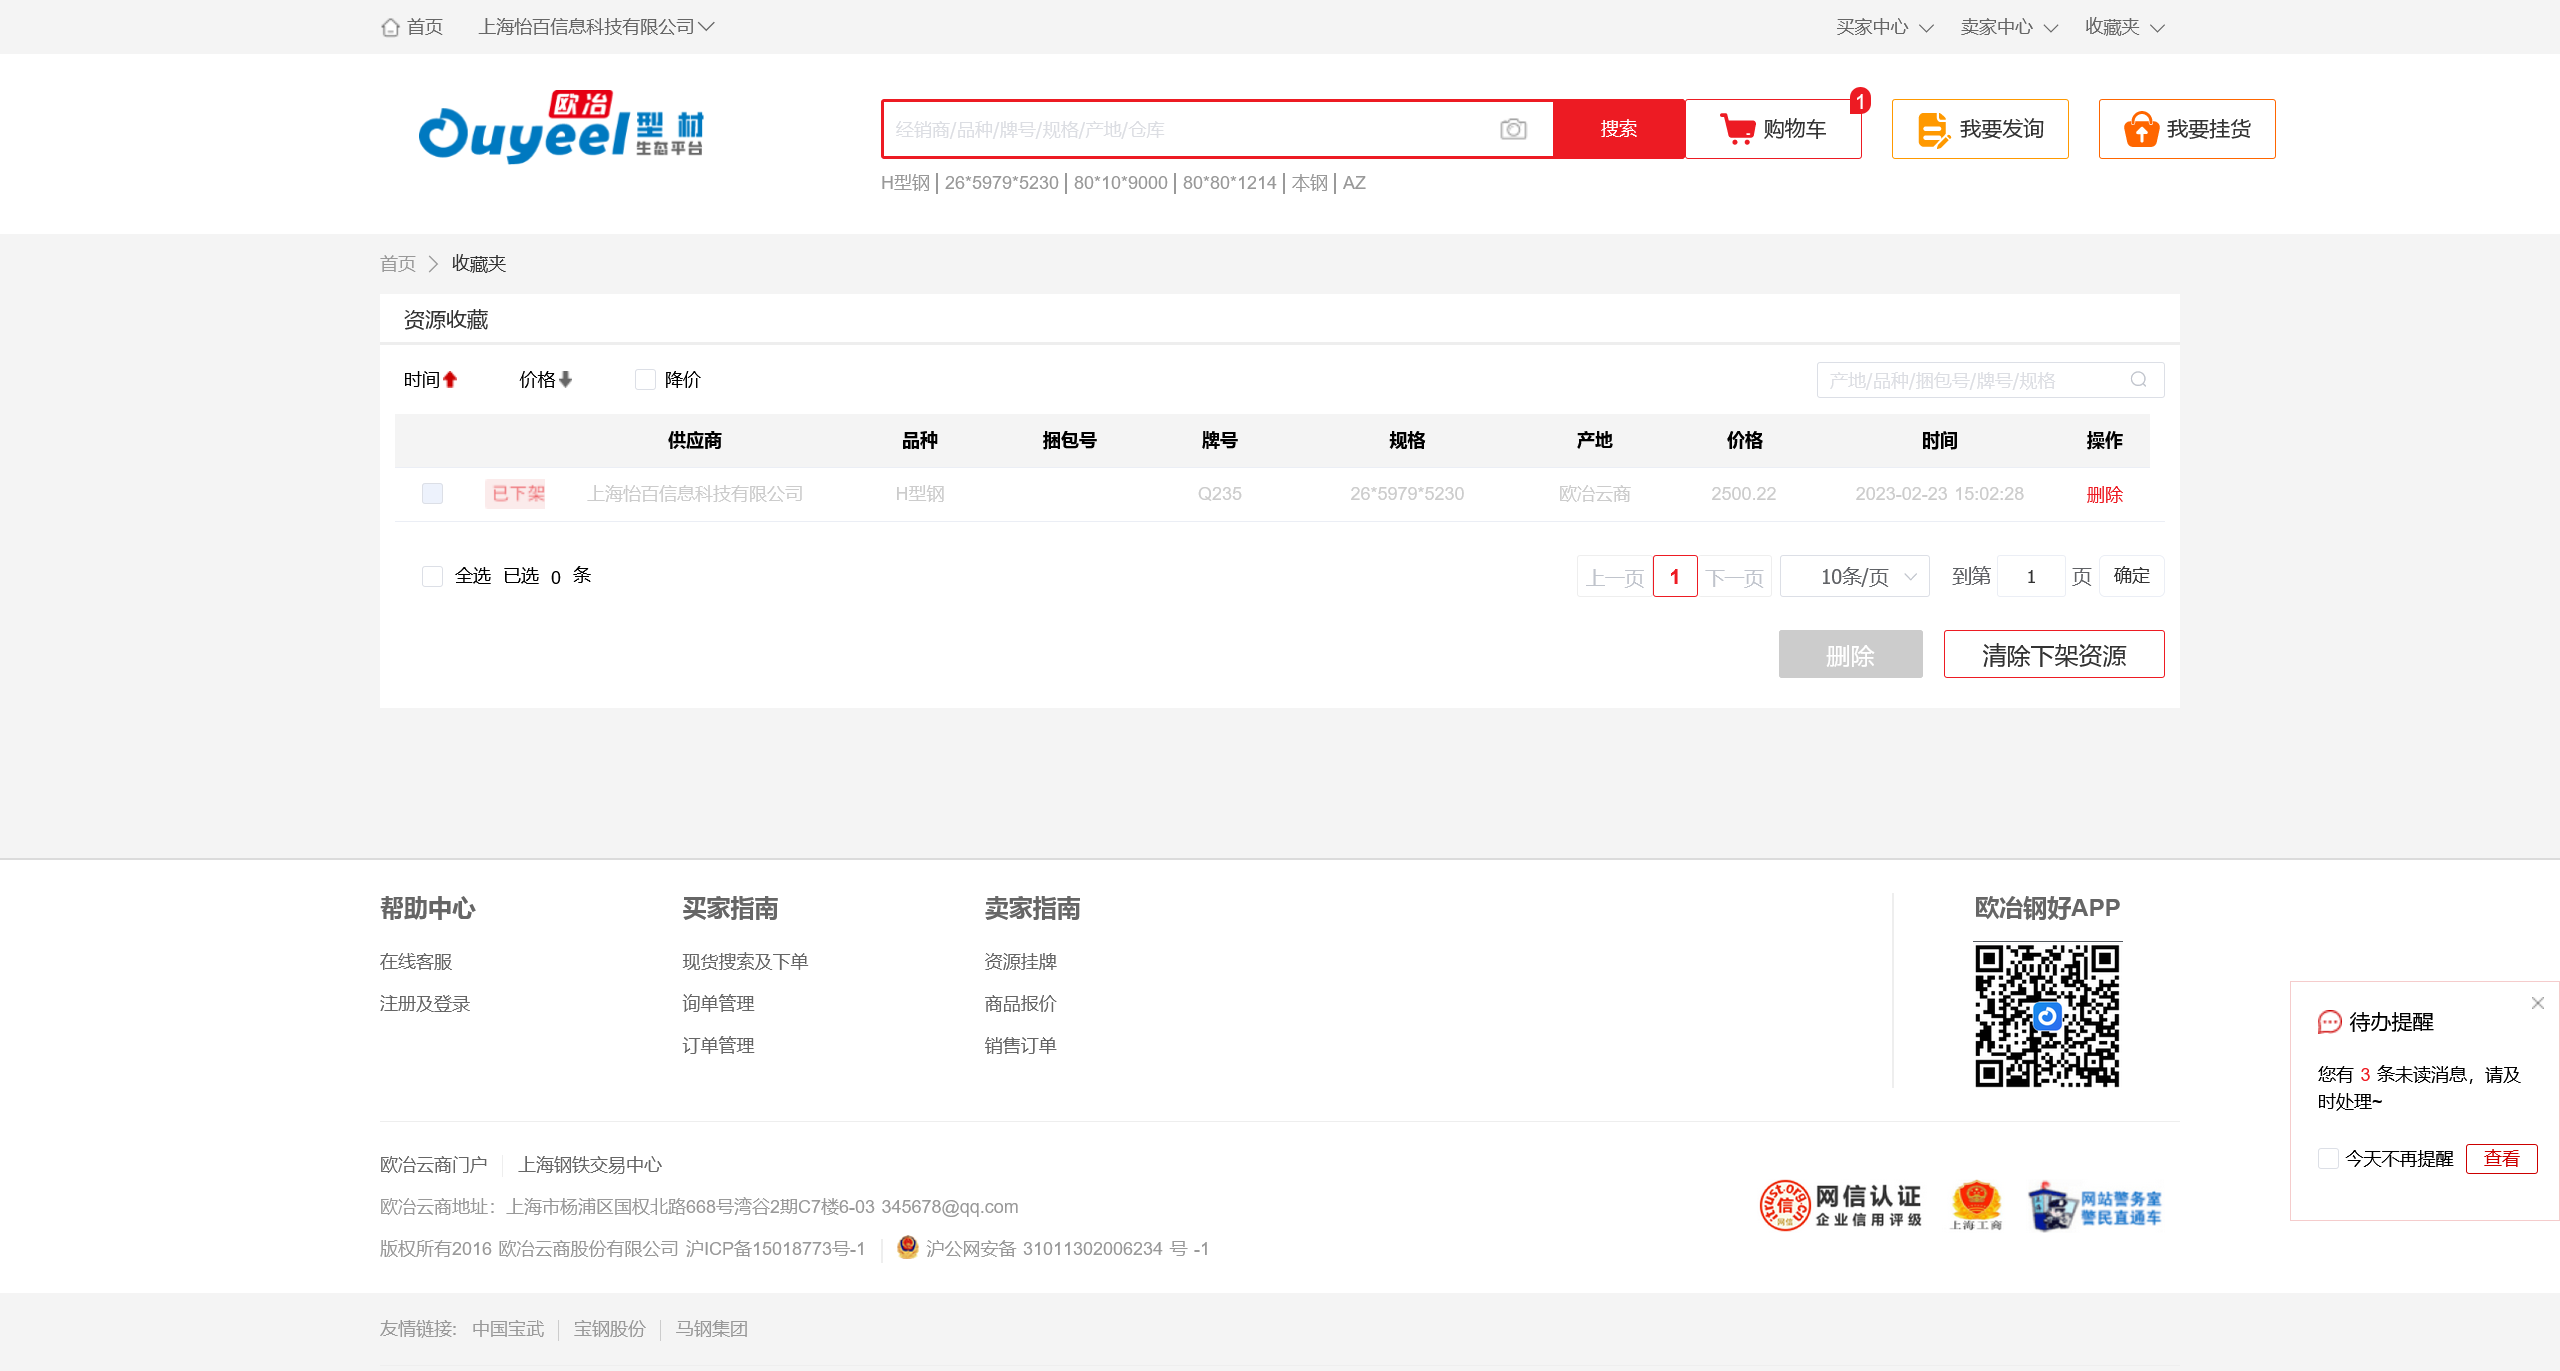 首页 上海怡百信息科技有限公司 买家中心 卖家中心 收藏夹
欧冶
Ouyeel 型材
生态平台
经销商/品种/牌号/规格/产地/仓库 搜索 购物车 1 我要发询 我要挂货
H型钢 | 26*5979*5230 | 80*10*9000 | 80*80*1214 | 本钢 | AZ
首页 > 收藏夹
资源收藏
时间 价格 降价 产地/品种/捆包号/牌号/规格
供应商 品种 捆包号 牌号 规格 产地 价格 时间 操作
已下架 上海怡百信息科技有限公司 H型钢 Q235 26*5979*5230 欧冶云商 2500.22 2023-02-23 15:02:28 删除
全选 已选 0 条 上一页 1 下一页 10条/页 到第 1 页 确定
删除 清除下架资源
帮助中心 买家指南 卖家指南 欧冶钢好APP
在线客服 现货搜索及下单 资源挂牌
注册及登录 询单管理 商品报价
订单管理 销售订单
待办提醒
您有 3 条未读消息，请及
时处理~
今天不再提醒 查看
欧冶云商门户 上海钢铁交易中心
欧冶云商地址：上海市杨浦区国权北路668号湾谷2期C7楼6-03 345678@qq.com
版权所有2016 欧冶云商股份有限公司 沪ICP备15018773号-1 沪公网安备 31011302006234 号 -1
itrust.org.cn 信 网信 网信认证
企业信用评级
上海工商
网站警务室
警民直通车
友情链接: 中国宝武 宝钢股份 马钢集团